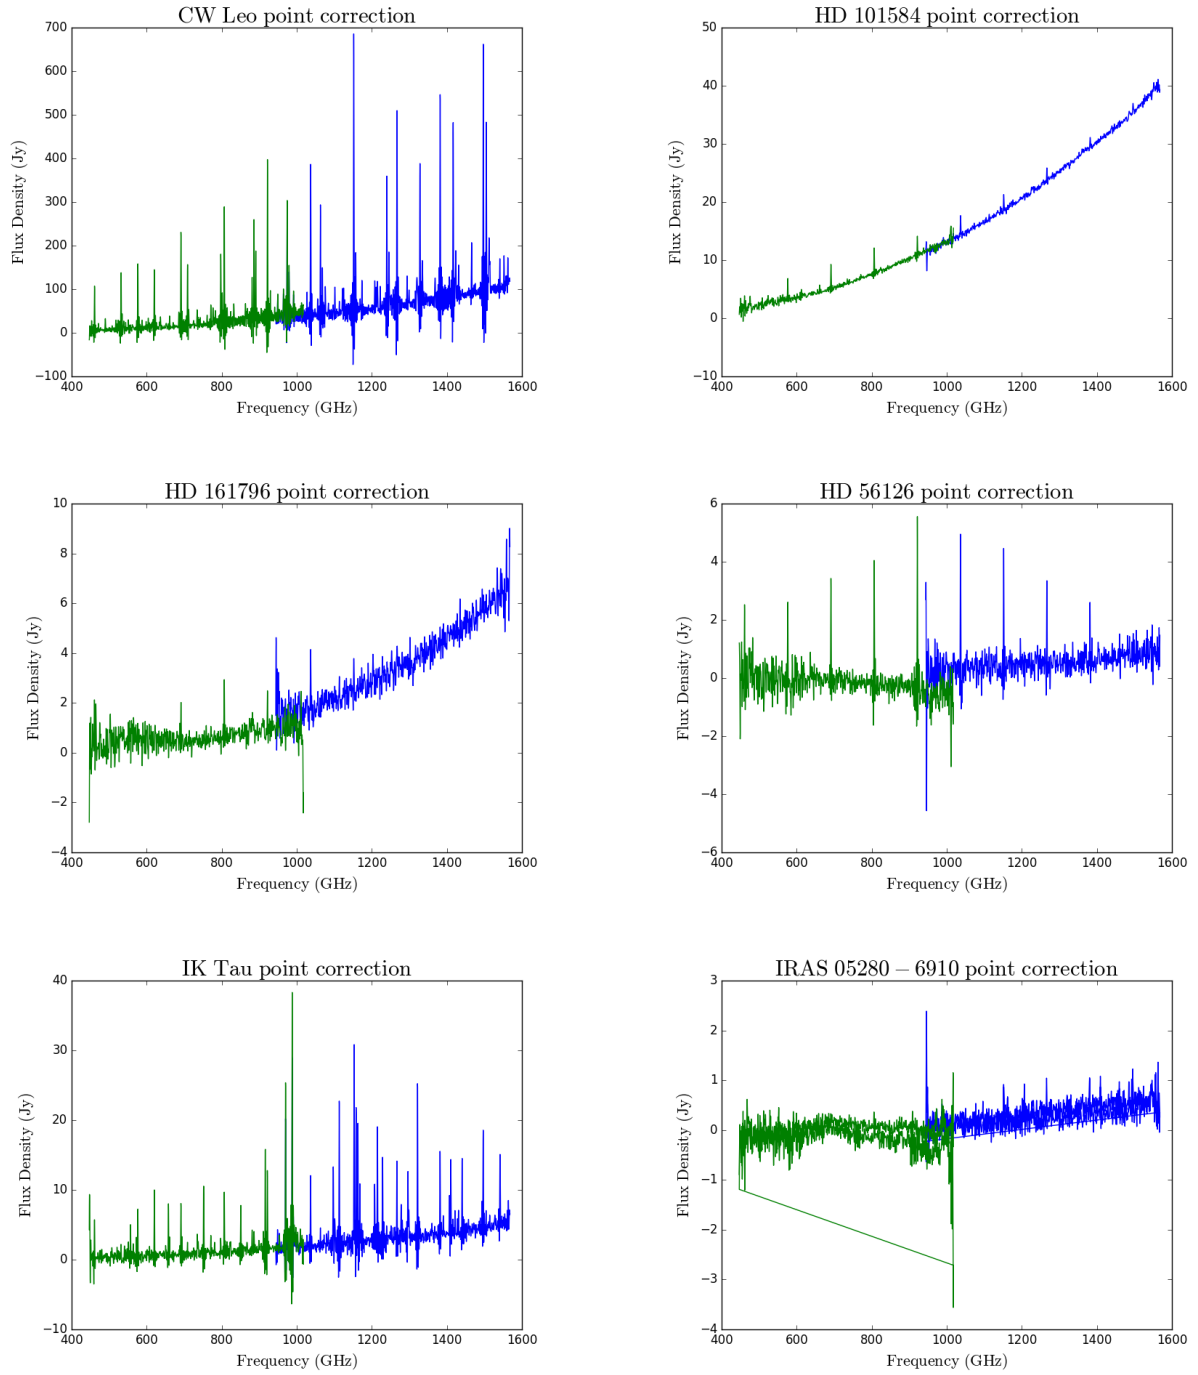 CW Leo point correction
700
600
500
400
300
200
100
0
−100
Flux Density (Jy)
400 600 800 1000 1200 1400 1600
Frequency (GHz)
HD 101584 point correction
50
40
30
20
10
0
−10
Flux Density (Jy)
400 600 800 1000 1200 1400 1600
Frequency (GHz)
HD 161796 point correction
10
8
6
4
2
0
−2
−4
Flux Density (Jy)
400 600 800 1000 1200 1400 1600
Frequency (GHz)
HD 56126 point correction
6
4
2
0
−2
−4
−6
Flux Density (Jy)
400 600 800 1000 1200 1400 1600
Frequency (GHz)
IK Tau point correction
40
30
20
10
0
−10
Flux Density (Jy)
400 600 800 1000 1200 1400 1600
Frequency (GHz)
IRAS 05280 − 6910 point correction
3
2
1
0
−1
−2
−3
−4
Flux Density (Jy)
400 600 800 1000 1200 1400 1600
Frequency (GHz)